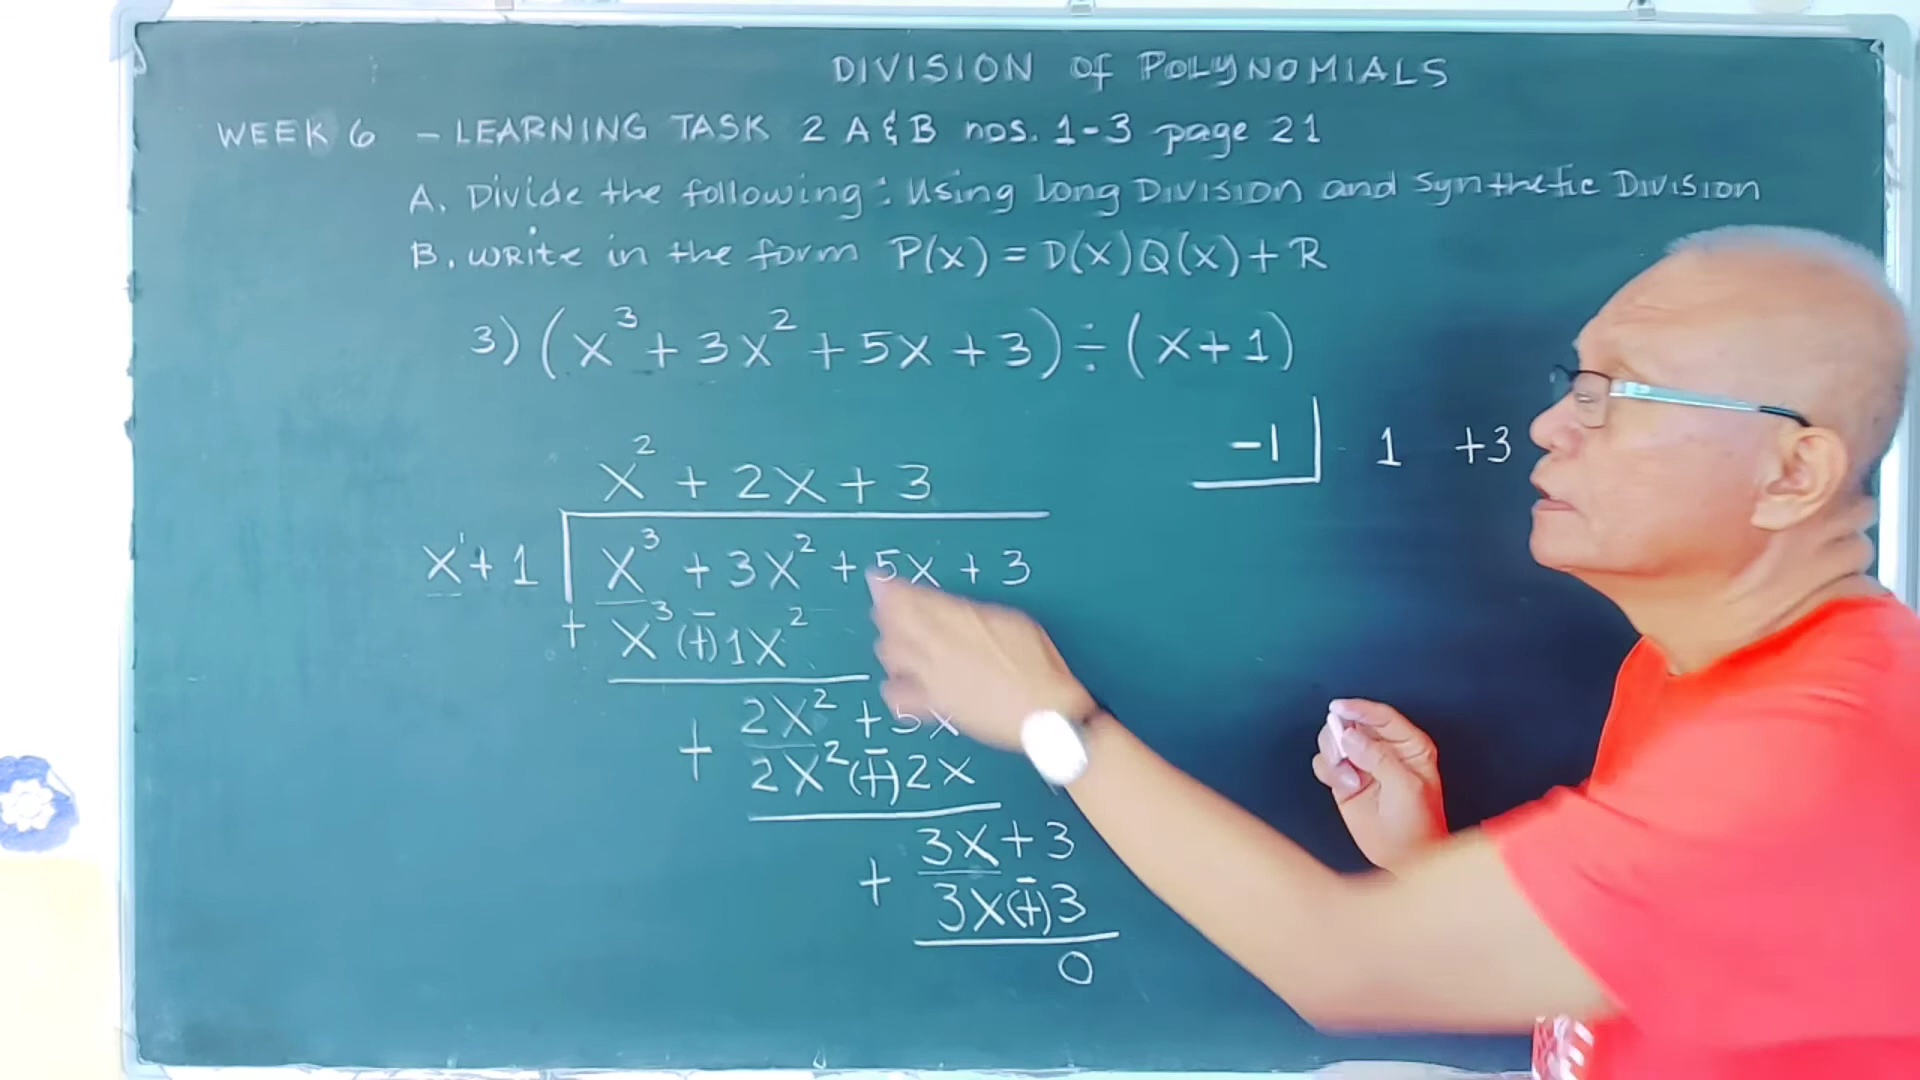 DIVISION of POLYNOMIALS
WEEK 6 - LEARNING TASK 2 A & B nos. 1-3 page 21
A. Divide the following: Using Long Division and Synthetic Division
B. Write in the form P(x) = D(x)Q(x) + R
3) (x³ + 3x² + 5x + 3) ÷ (x + 1)
-1 1 +3
x² + 2x + 3
x¹ + 1 x³ + 3x² + 5x + 3
+ x³ (+)⁻ 1x²
+ 2x² + 5x
2x² (+)⁻ 2x
+ 3x + 3
3x (+)⁻ 3
0